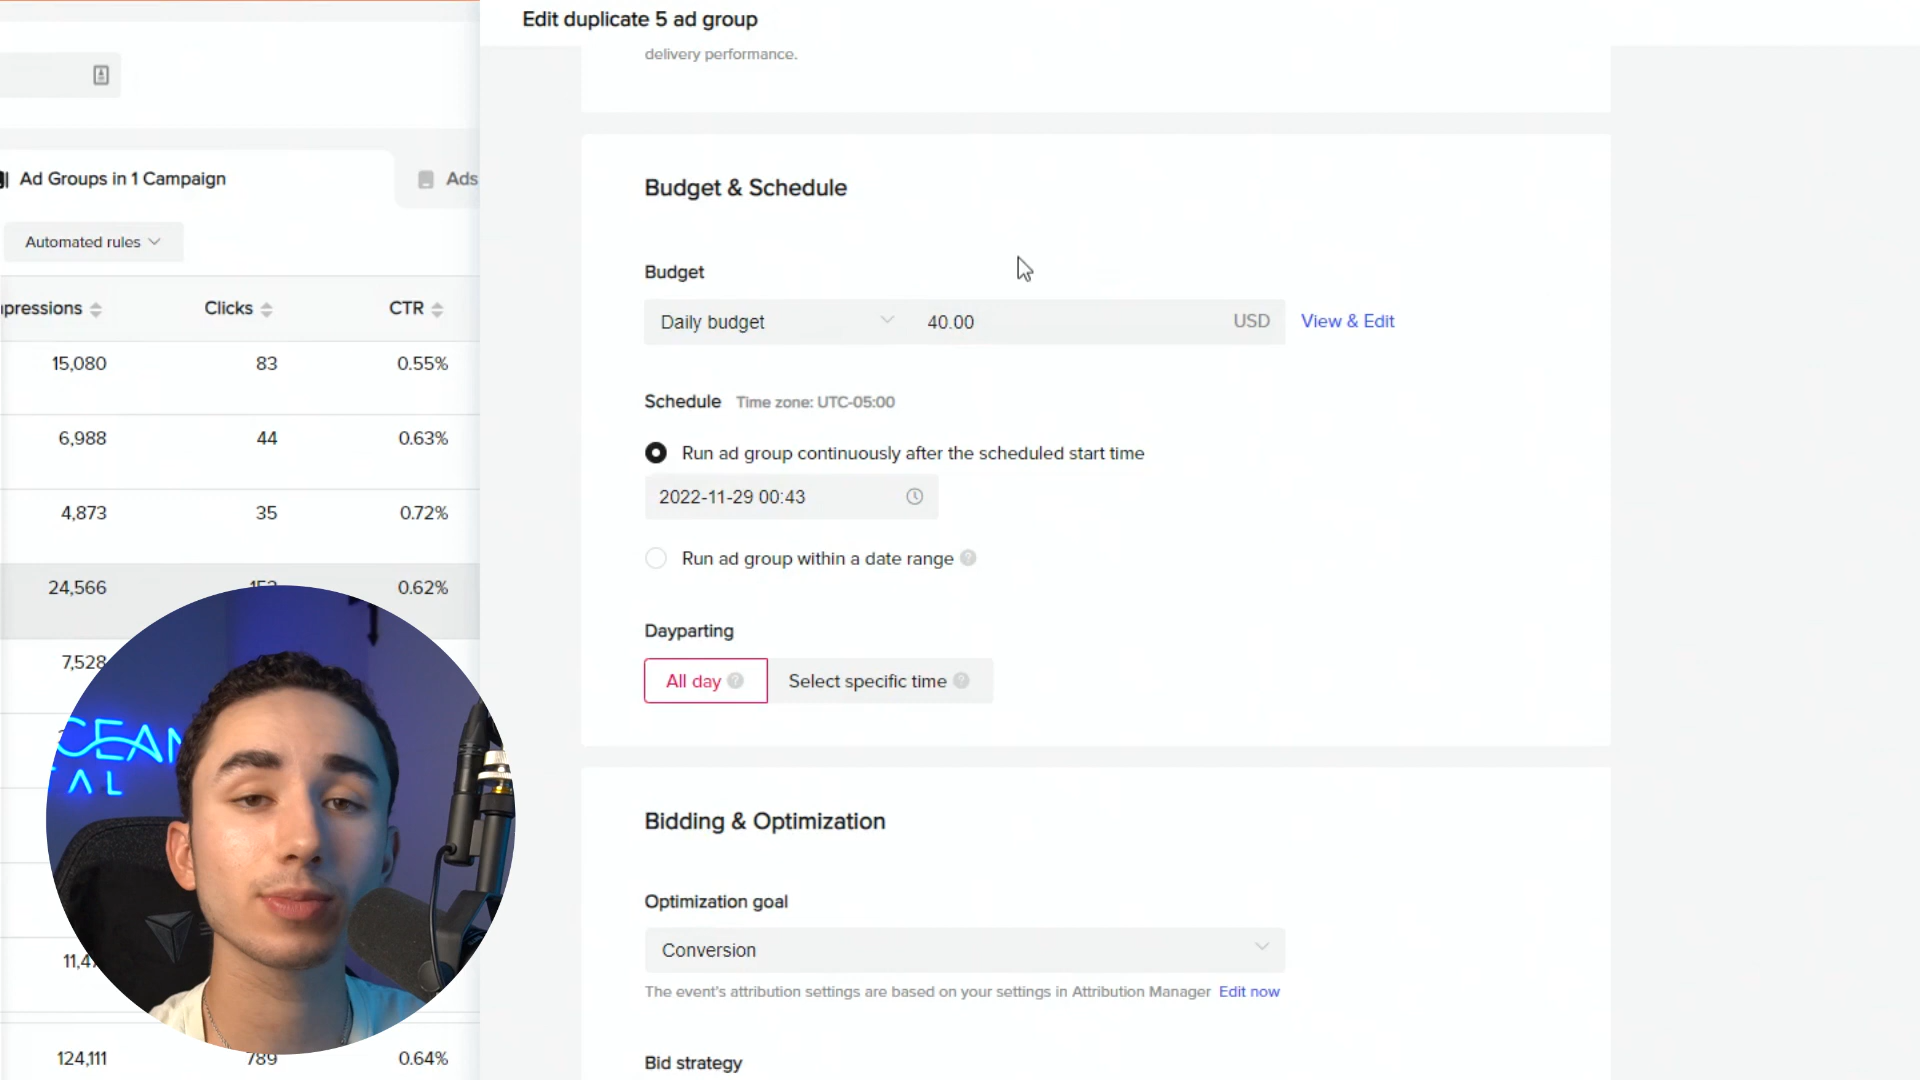 Edit duplicate 5 ad group
delivery performance.
Ad Groups in 1 Campaign
Ads
Automated rules
pressions Clicks CTR
15,080 83 0.55%
6,988 44 0.63%
4,873 35 0.72%
24,566 0.62%
7,528
124,111 789 0.64%
Budget & Schedule
Budget
Daily budget 40.00 USD View & Edit
Schedule Time zone: UTC-05:00
Run ad group continuously after the scheduled start time
2022-11-29 00:43
Run ad group within a date range
Dayparting
All day Select specific time
Bidding & Optimization
Optimization goal
Conversion
The event's attribution settings are based on your settings in Attribution Manager Edit now
Bid strategy
CEAN
AL